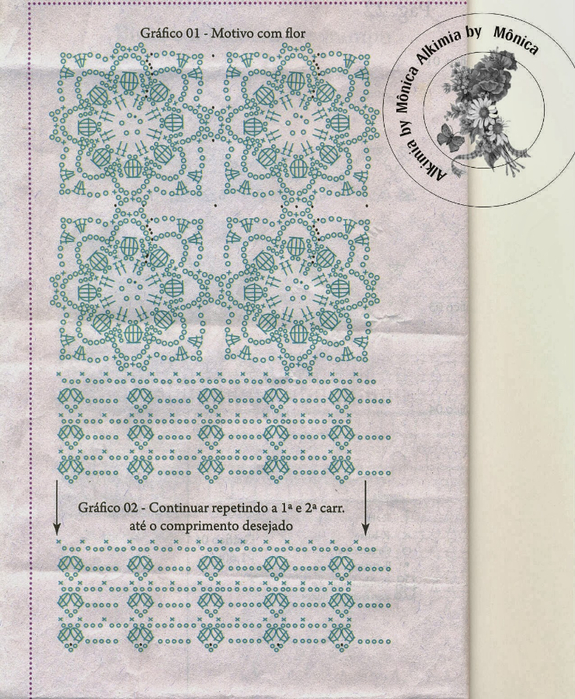 Gráfico 01 - Motivo com flor
Alkimia by Mônica Alkimia by Mônica
Gráfico 02 - Continuar repetindo a 1ª e 2ª carr.
até o comprimento desejado